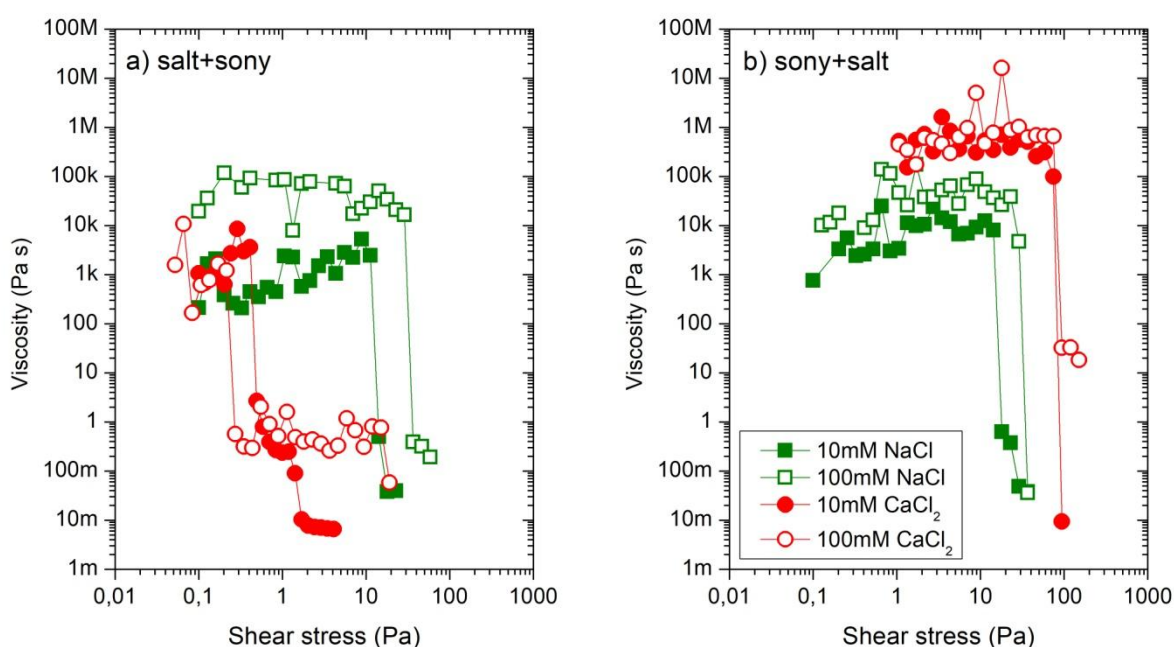 a) salt+sony
100M
10M
1M
100k
10k
1k
100
10
1
100m
10m
1m
Viscosity (Pa s)
0,01
0,1
1
10
100
1000
Shear stress (Pa)
b) sony+salt
100M
10M
1M
100k
10k
1k
100
10
1
100m
10m
1m
Viscosity (Pa s)
10mM NaCl
100mM NaCl
10mM CaCl₂
100mM CaCl₂
0,01
0,1
1
10
100
1000
Shear stress (Pa)